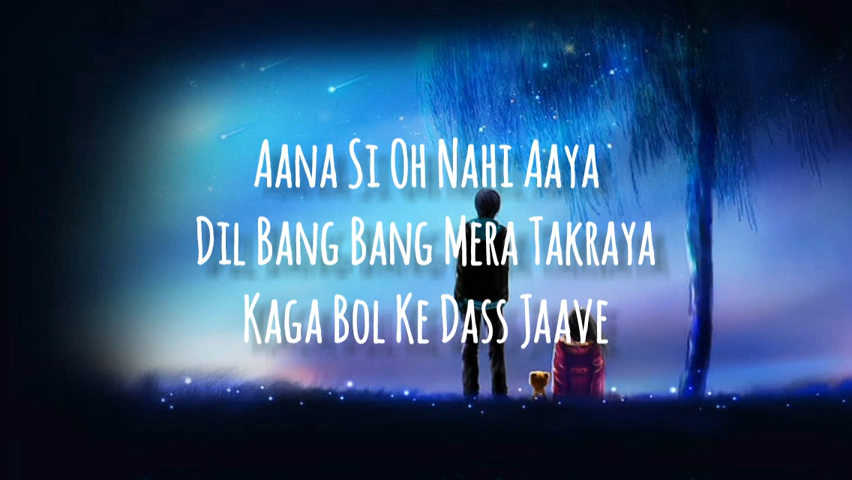 Aana Si Oh Nahi Aaya
Dil Bang Bang Mera Takraya
Kaga Bol Ke Dass Jaave